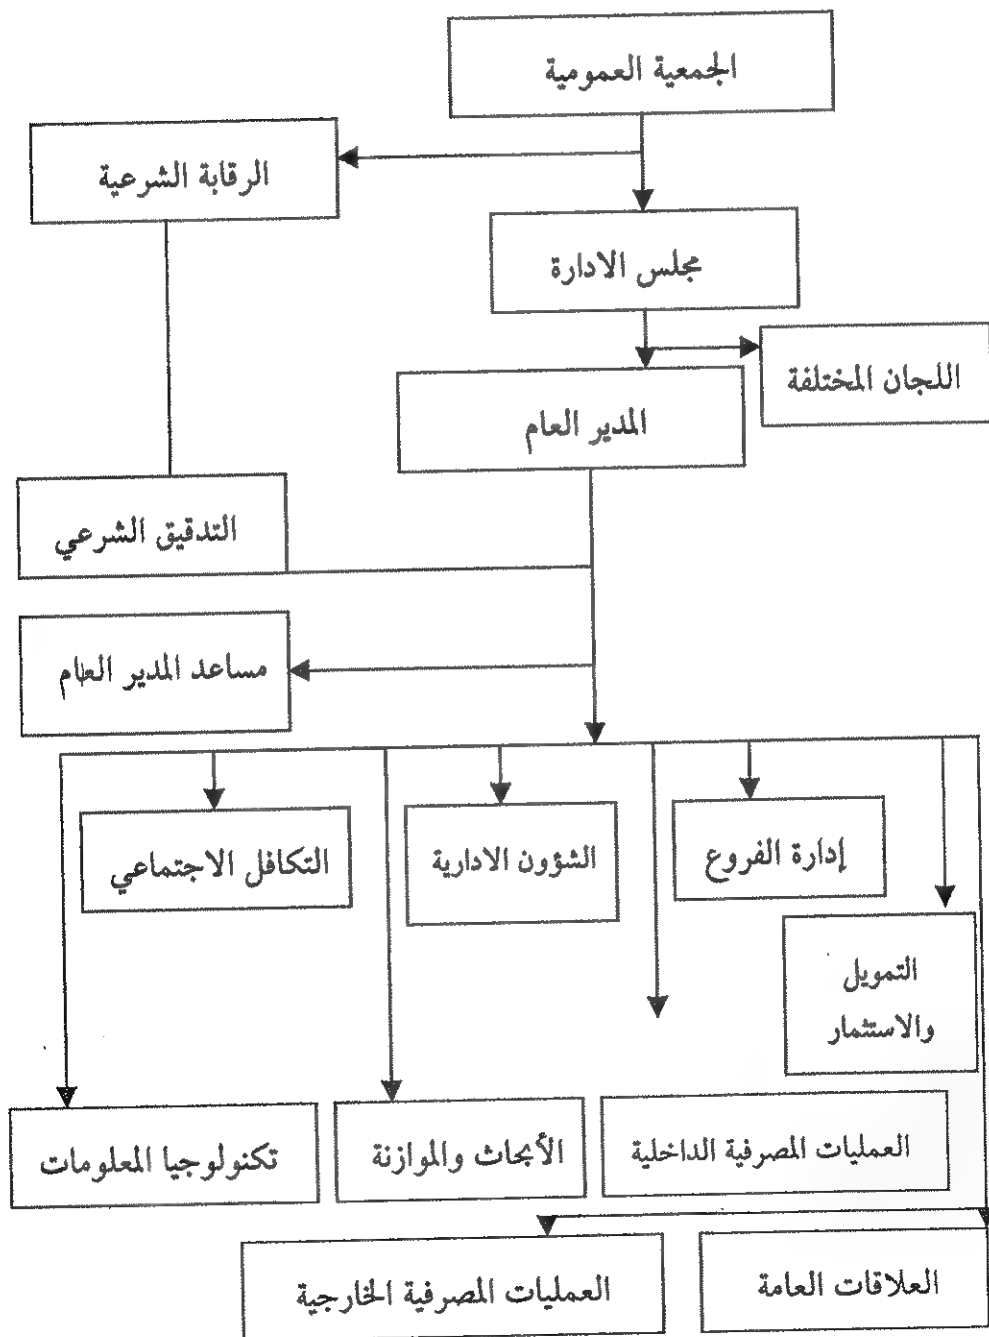 الجمعية العمومية
الرقابة الشرعية
مجلس الادارة
اللجان المختلفة
المدير العام
التدقيق الشرعي
مساعد المدير العام
إدارة الفروع
الشؤون الادارية
التكافل الاجتماعي
التمويل
والاستثمار
العمليات المصرفية الداخلية
الأبحاث والموازنة
تكنولوجيا المعلومات
العلاقات العامة
العمليات المصرفية الخارجية